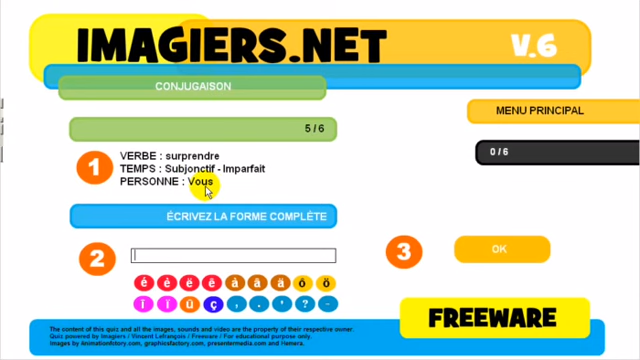 IMAGIERS.NET
V.6
CONJUGAISON
MENU PRINCIPAL
5 / 6
0 / 6
1
VERBE : surprendre
TEMPS : Subjonctif - Imparfait
PERSONNE : Vous
ÉCRIVEZ LA FORME COMPLÈTE
2
3
OK
é è ë ê à â ä ô ö
î ï û ç , . ' ? -
FREEWARE
The content of this quiz and all the images, sounds and video are the property of their respective owner.
Quiz powered by Imagiers / Vincent Lefrançois / Freeware / For educational purpose only.
Images by Animationfactory.com, graphicsfactory.com, presentermedia.com and Hemera.